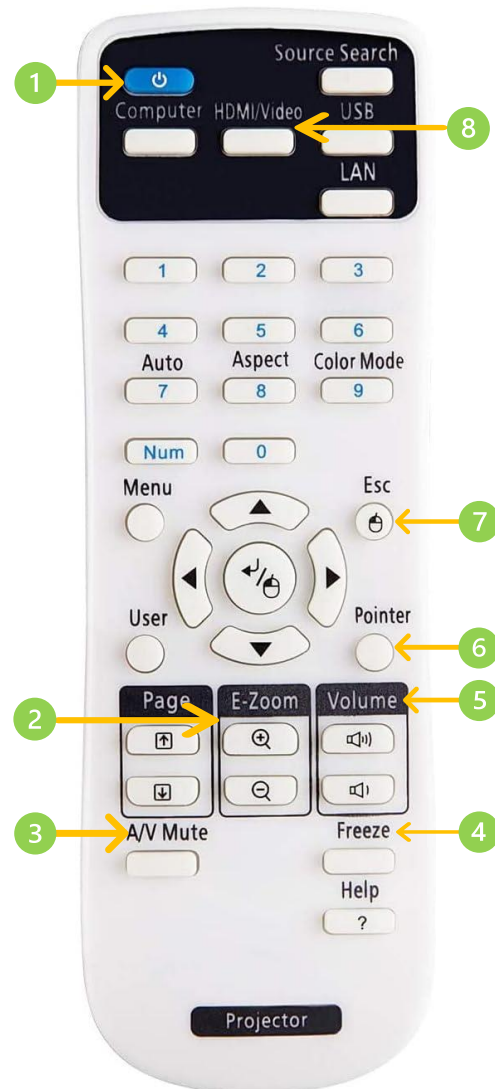 Source Search
1
Computer HDMI/Video USB
8
LAN
1 2 3
4 5 6
Auto Aspect Color Mode
7 8 9
Num 0
Menu Esc
7
User Pointer
6
Page E-Zoom Volume
5
2
3
A/V Mute Freeze
4
Help
?
Projector